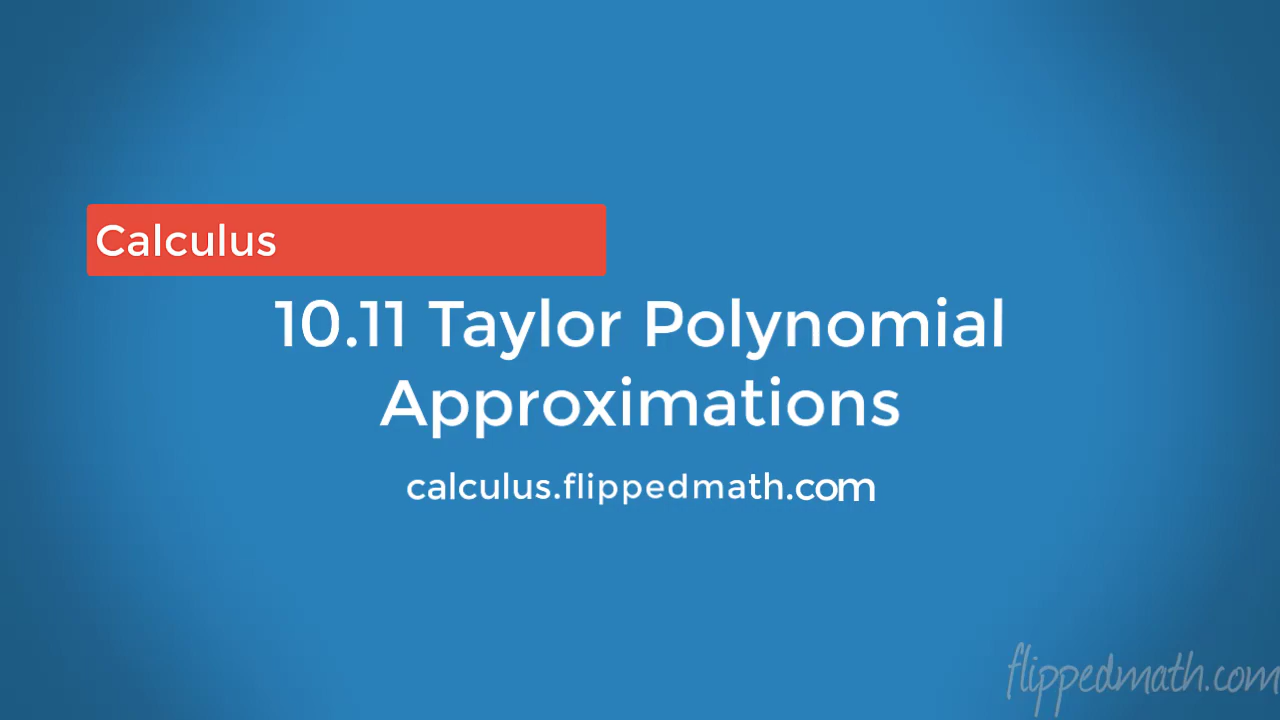 Calculus
10.11 Taylor Polynomial
Approximations
calculus.flippedmath.com
flippedmath.com